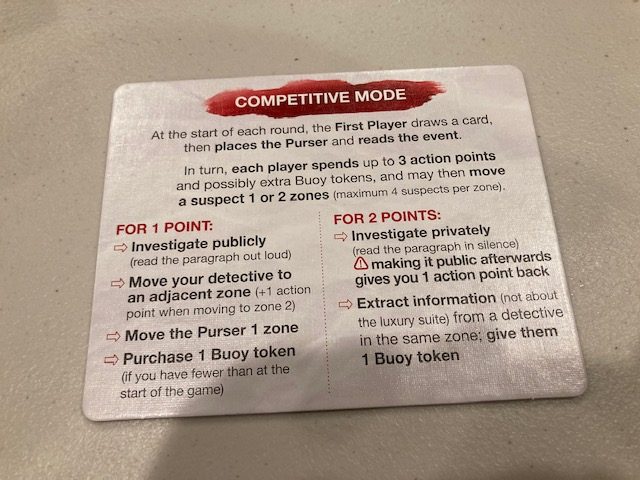 COMPETITIVE MODE
At the start of each round, the First Player draws a card,
then places the Purser and reads the event.
In turn, each player spends up to 3 action points
and possibly extra Buoy tokens, and may then move
a suspect 1 or 2 zones (maximum 4 suspects per zone).
FOR 1 POINT:
⇨ Investigate publicly
(read the paragraph out loud)
⇨ Move your detective to
an adjacent zone (+1 action
point when moving to zone 2)
⇨ Move the Purser 1 zone
⇨ Purchase 1 Buoy token
(if you have fewer than at the
start of the game)
FOR 2 POINTS:
⇨ Investigate privately
(read the paragraph in silence)
⚠ making it public afterwards
gives you 1 action point back
⇨ Extract information (not about
the luxury suite) from a detective
in the same zone; give them
1 Buoy token